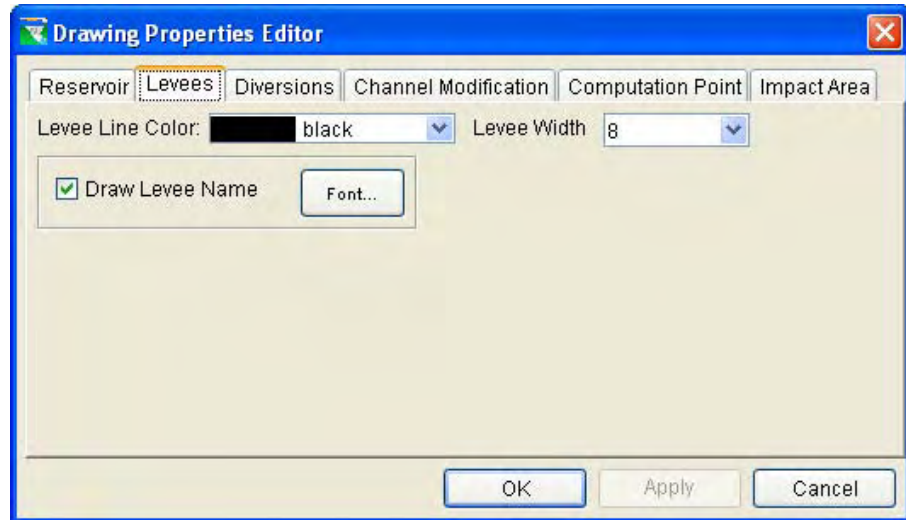 Drawing Properties Editor
Reservoir Levees Diversions Channel Modification Computation Point Impact Area
Levee Line Color: black Levee Width 8
Draw Levee Name Font...
OK Apply Cancel